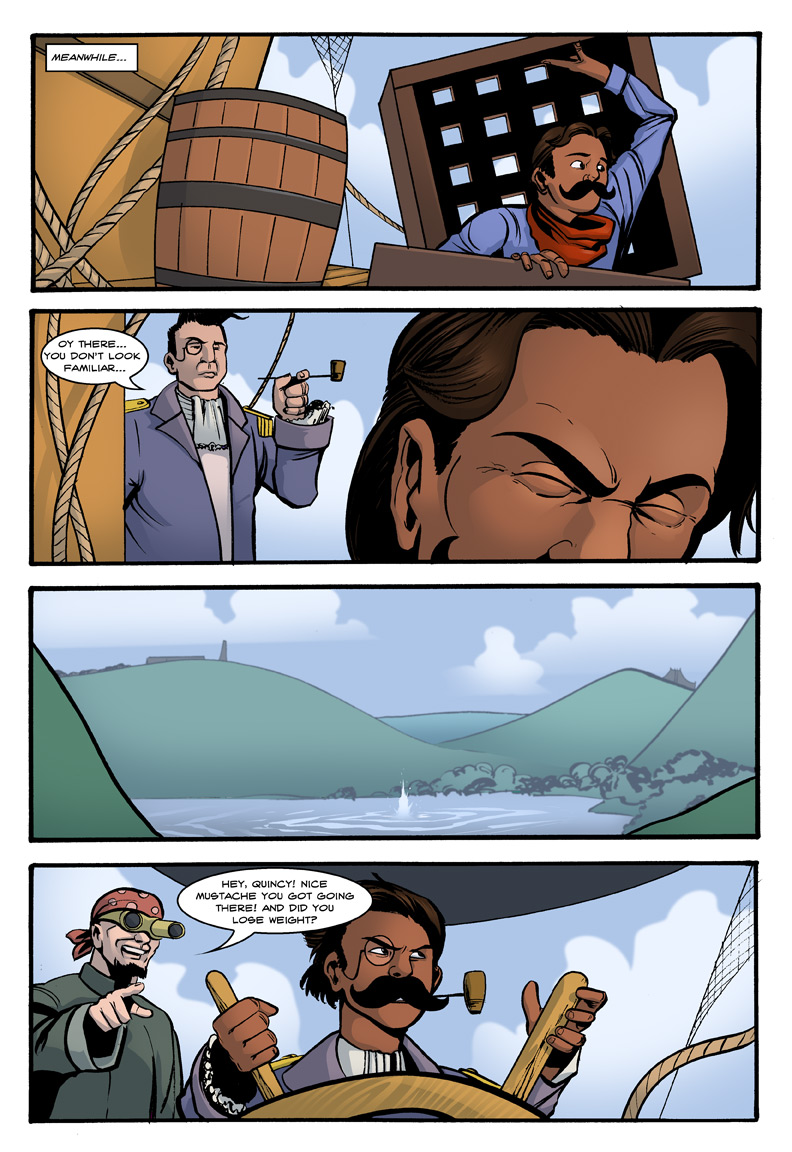 MEANWHILE...
OY THERE...
YOU DON'T LOOK
FAMILIAR...
HEY, QUINCY! NICE
MUSTACHE YOU GOT GOING
THERE! AND DID YOU
LOSE WEIGHT?